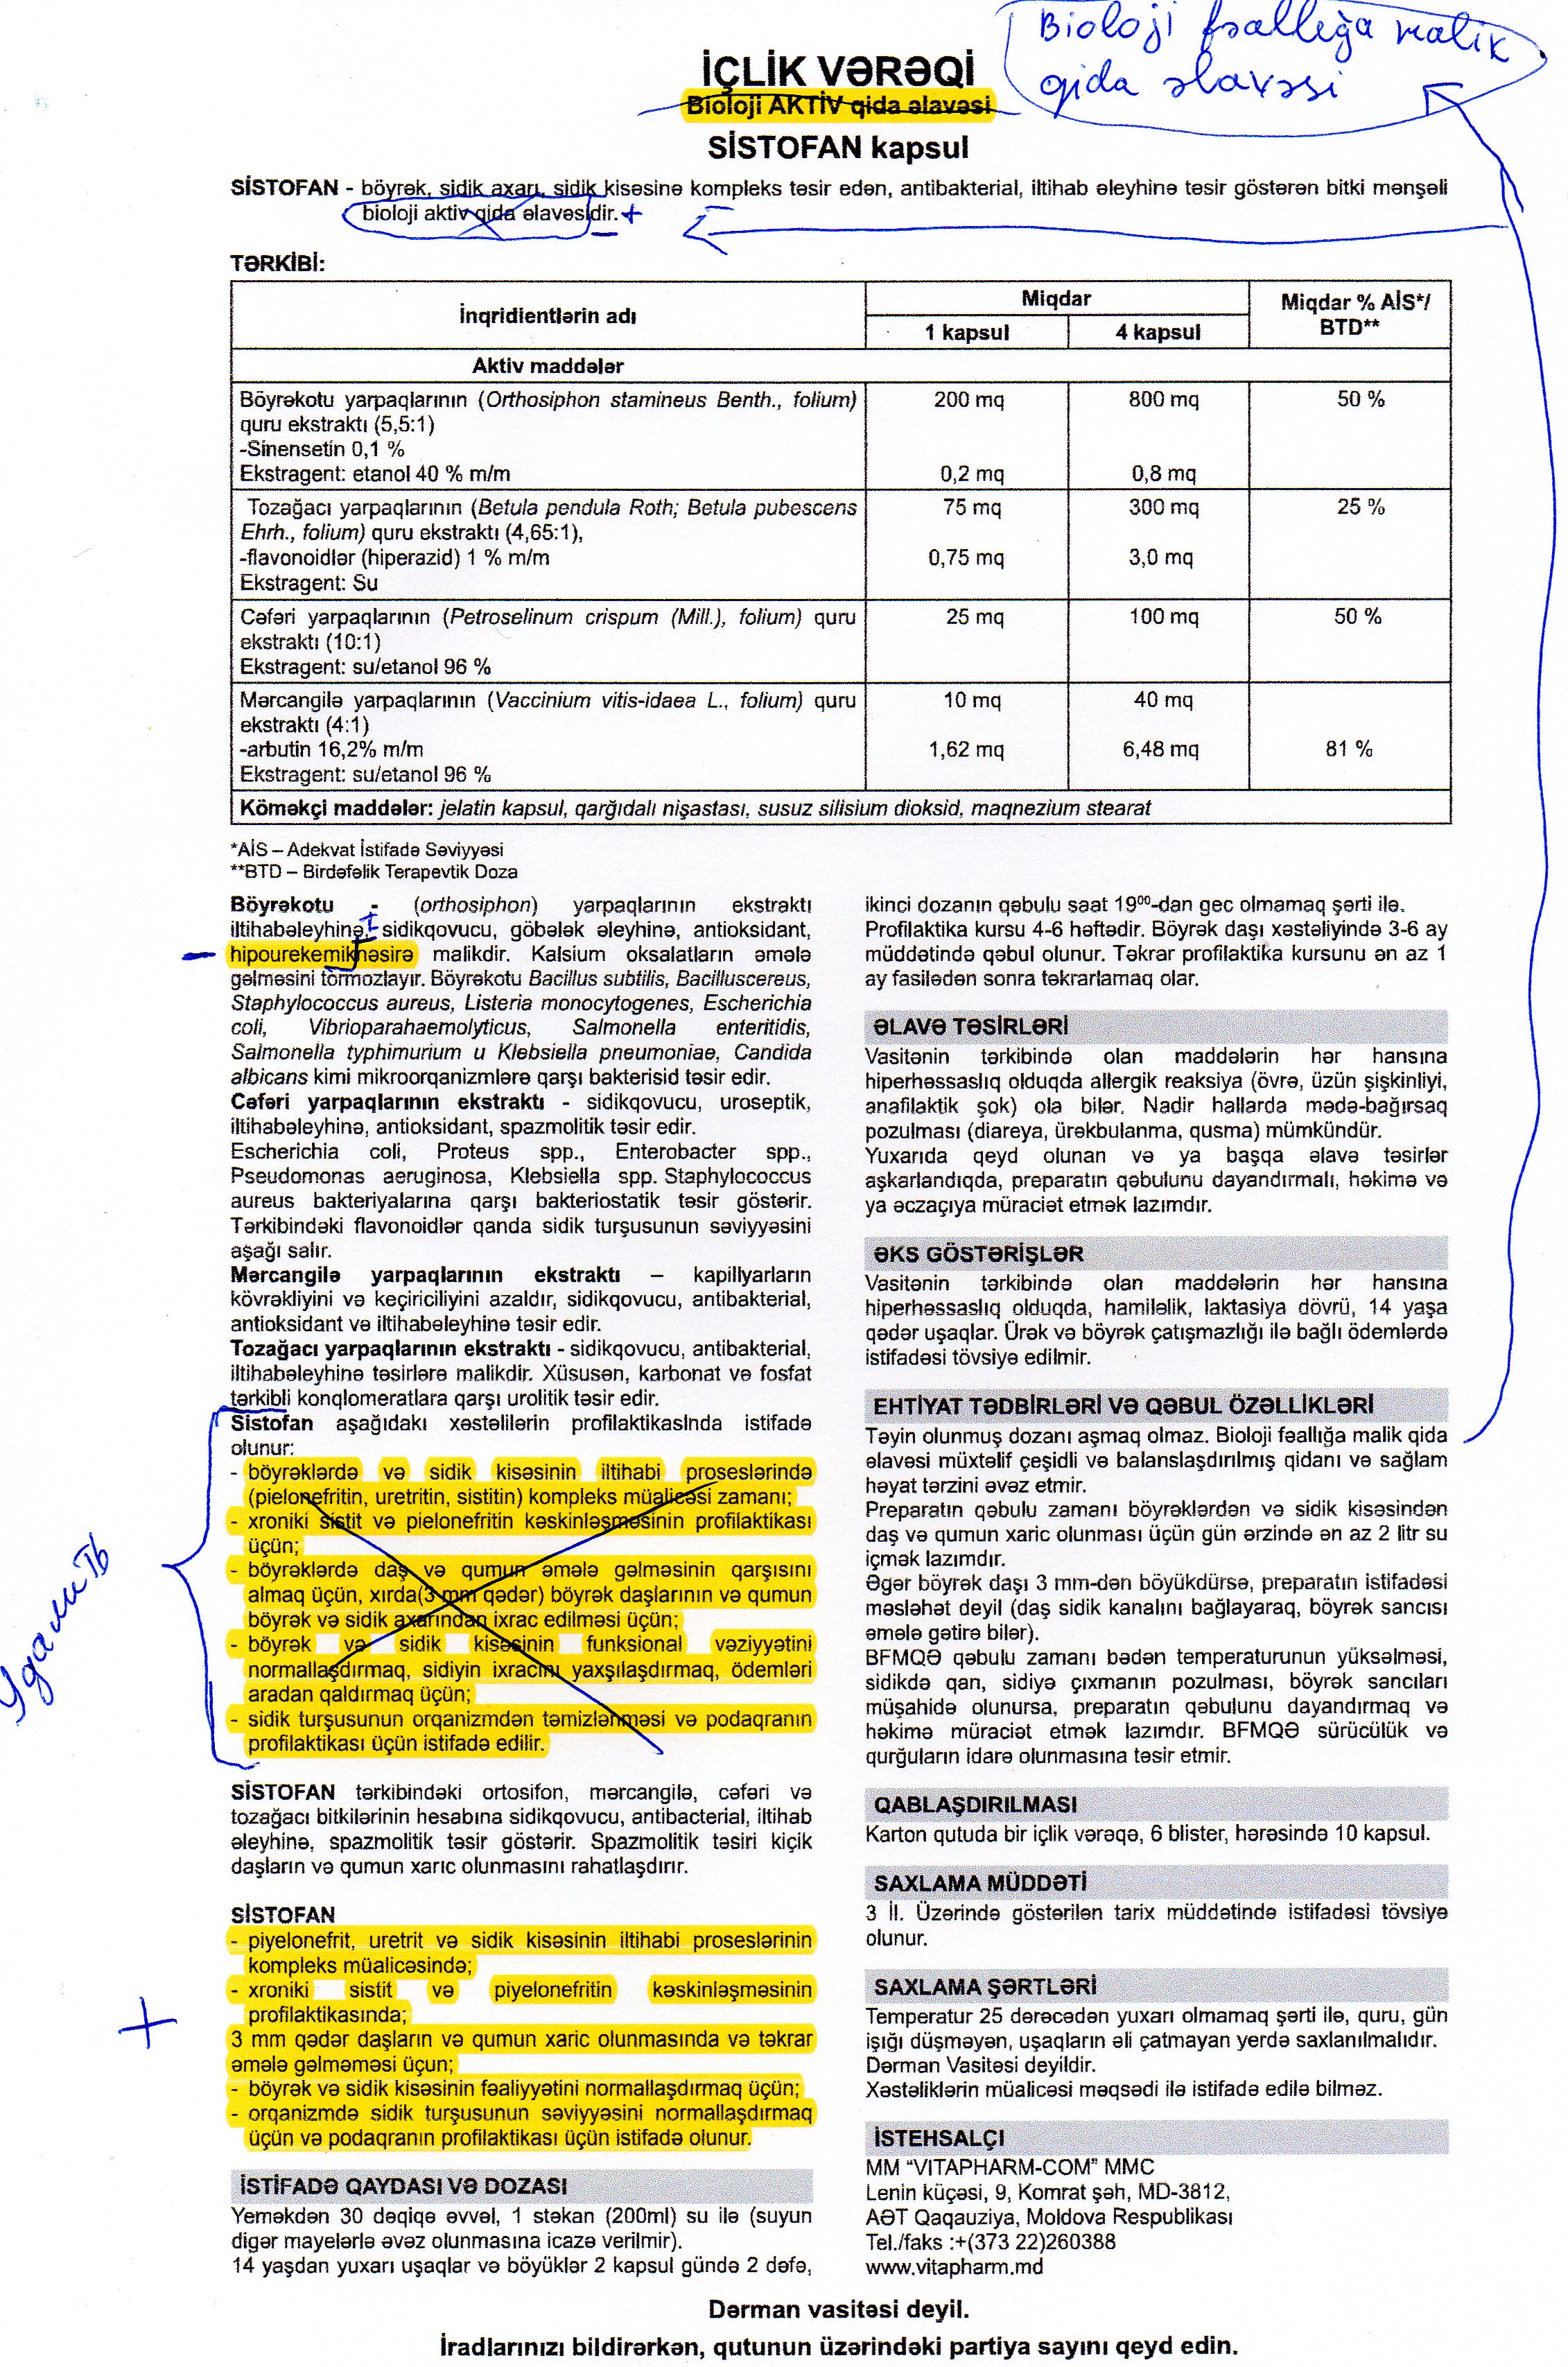 Bioloji fəallığa malik
qida əlavəsi
İÇLİK VƏRƏQİ
Bioloji AKTİV qida əlavəsi
SİSTOFAN kapsul
SİSTOFAN - böyrək, sidik axarı, sidik kisəsinə kompleks təsir edən, antibakterial, iltihab əleyhinə təsir göstərən bitki mənşəli
bioloji aktiv qida əlavəsidir. +
TƏRKİBİ:
İnqridientlərin adı
Miqdar
Miqdar % AİS*/
BTD**
1 kapsul
4 kapsul
Aktiv maddələr
Böyrəkotu yarpaqlarının (Orthosiphon stamineus Benth., folium) 200 mq 800 mq 50 %
quru ekstraktı (5,5:1)
-Sinensetin 0,1 %
Ekstragent: etanol 40 % m/m 0,2 mq 0,8 mq
Tozağacı yarpaqlarının (Betula pendula Roth; Betula pubescens 75 mq 300 mq 25 %
Ehrh., folium) quru ekstraktı (4,65:1),
-flavonoidlər (hiperazid) 1 % m/m 0,75 mq 3,0 mq
Ekstragent: Su
Cəfəri yarpaqlarının (Petroselinum crispum (Mill.), folium) quru 25 mq 100 mq 50 %
ekstraktı (10:1)
Ekstragent: su/etanol 96 %
Mərcangilə yarpaqlarının (Vaccinium vitis-idaea L., folium) quru 10 mq 40 mq
ekstraktı (4:1)
-arbutin 16,2% m/m 1,62 mq 6,48 mq 81 %
Ekstragent: su/etanol 96 %
Köməkçi maddələr: jelatin kapsul, qarğıdalı nişastası, susuz silisium dioksid, maqnezium stearat
*AİS – Adekvat İstifadə Səviyyəsi
**BTD – Birdəfəlik Terapevtik Doza
Böyrəkotu - (orthosiphon) yarpaqlarının ekstraktı
iltihabəleyhinə, sidikqovucu, göbələk əleyhinə, antioksidant,
hipourekemik təsirə malikdir. Kalsium oksalatların əmələ
gəlməsini tormozlayır. Böyrəkotu Bacillus subtilis, Bacilluscereus,
Staphylococcus aureus, Listeria monocytogenes, Escherichia
coli, Vibrioparahaemolyticus, Salmonella enteritidis,
Salmonella typhimurium u Klebsiella pneumoniae, Candida
albicans kimi mikroorqanizmlərə qarşı bakterisid təsir edir.
Cəfəri yarpaqlarının ekstraktı - sidikqovucu, uroseptik,
iltihabəleyhinə, antioksidant, spazmolitik təsir edir.
Escherichia coli, Proteus spp., Enterobacter spp.,
Pseudomonas aeruginosa, Klebsiella spp. Staphylococcus
aureus bakteriyalarına qarşı bakteriostatik təsir göstərir.
Tərkibindəki flavonoidlər qanda sidik turşusunun səviyyəsini
aşağı salır.
Mərcangilə yarpaqlarının ekstraktı – kapillyarların
kövrəkliyini və keçiriciliyini azaldır, sidikqovucu, antibakterial,
antioksidant və iltihabəleyhinə təsir edir.
Tozağacı yarpaqlarının ekstraktı - sidikqovucu, antibakterial,
iltihabəleyhinə təsirlərə malikdir. Xüsusən, karbonat və fosfat
tərkibli konqlomeratlara qarşı urolitik təsir edir.
Sistofan aşağıdakı xəstəlilərin profilaktikasında istifadə
olunur:
- böyrəklərdə və sidik kisəsinin iltihabi proseslərində
(pielonefritin, uretritin, sistitin) kompleks müalicəsi zamanı;
- xroniki sistit və pielonefritin kəskinləşməsinin profilaktikası
üçün;
- böyrəklərdə daş və qumun əmələ gəlməsinin qarşısını
almaq üçün, xırda(3 mm qədər) böyrək daşlarının və qumun
böyrək və sidik axarından ixrac edilməsi üçün;
- böyrək və sidik kisəsinin funksional vəziyyətini
normallaşdırmaq, sidiyin ixracını yaxşılaşdırmaq, ödemləri
aradan qaldırmaq üçün;
- sidik turşusunun orqanizmdən təmizlənməsi və podaqranın
profilaktikası üçün istifadə edilir.
Удалить
SİSTOFAN tərkibindəki ortosifon, mərcangilə, cəfəri və
tozağacı bitkilərinin hesabına sidikqovucu, antibacterial, iltihab
əleyhinə, spazmolitik təsir göstərir. Spazmolitik təsiri kiçik
daşların və qumun xaric olunmasını rahatlaşdırır.
SİSTOFAN
- piyelonefrit, uretrit və sidik kisəsinin iltihabi proseslərinin
kompleks müalicəsində;
- xroniki sistit və piyelonefritin kəskinləşməsinin
profilaktikasında;
+
3 mm qədər daşların və qumun xaric olunmasında və təkrar
əmələ gəlməməsi üçun;
- böyrək və sidik kisəsinin fəaliyyətini normallaşdırmaq üçün;
- orqanizmdə sidik turşusunun səviyyəsini normallaşdırmaq
üçün və podaqranın profilaktikası üçün istifadə olunur.
İSTİFADƏ QAYDASI VƏ DOZASI
Yeməkdən 30 dəqiqə əvvəl, 1 stəkan (200ml) su ilə (suyun
digər mayelərlə əvəz olunmasına icazə verilmir).
14 yaşdan yuxarı uşaqlar və böyüklər 2 kapsul gündə 2 dəfə,
ikinci dozanın qəbulu saat 19⁰⁰-dan gec olmamaq şərti ilə.
Profilaktika kursu 4-6 həftədir. Böyrək daşı xəstəliyində 3-6 ay
müddətində qəbul olunur. Təkrar profilaktika kursunu ən az 1
ay fasilədən sonra təkrarlamaq olar.
ƏLAVƏ TƏSİRLƏRİ
Vasitənin tərkibində olan maddələrin hər hansına
hiperhəssaslıq olduqda allergik reaksiya (övrə, üzün şişkinliyi,
anafilaktik şok) ola bilər. Nadir hallarda mədə-bağırsaq
pozulması (diareya, ürəkbulanma, qusma) mümkündür.
Yuxarıda qeyd olunan və ya başqa əlavə təsirlər
aşkarlandıqda, preparatın qəbulunu dayandırmalı, həkimə və
ya əczaçıya müraciət etmək lazımdır.
ƏKS GÖSTƏRİŞLƏR
Vasitənin tərkibində olan maddələrin hər hansına
hiperhəssaslıq olduqda, hamiləlik, laktasiya dövrü, 14 yaşa
qədər uşaqlar. Ürək və böyrək çatışmazlığı ilə bağlı ödemlərdə
istifadəsi tövsiyə edilmir.
EHTİYAT TƏDBİRLƏRİ VƏ QƏBUL ÖZƏLLİKLƏRİ
Təyin olunmuş dozanı aşmaq olmaz. Bioloji fəallığa malik qida
əlavəsi müxtəlif çeşidli və balanslaşdırılmış qidanı və sağlam
həyat tərzini əvəz etmir.
Preparatın qəbulu zamanı böyrəklərdən və sidik kisəsindən
daş və qumun xaric olunması üçün gün ərzində ən az 2 litr su
içmək lazımdır.
Əgər böyrək daşı 3 mm-dən böyükdürsə, preparatın istifadəsi
məsləhət deyil (daş sidik kanalını bağlayaraq, böyrək sancısı
əmələ gətirə bilər).
BFMQƏ qəbulu zamanı bədən temperaturunun yüksəlməsi,
sidikdə qan, sidiyə çıxmanın pozulması, böyrək sancıları
müşahidə olunursa, preparatın qəbulunu dayandırmaq və
həkimə müraciət etmək lazımdır. BFMQƏ sürücülük və
qurğuların idarə olunmasına təsir etmir.
QABLAŞDIRILMASI
Karton qutuda bir içlik vərəqə, 6 blister, hərəsində 10 kapsul.
SAXLAMA MÜDDƏTİ
3 İl. Üzərində göstərilən tarix müddətində istifadəsi tövsiyə
olunur.
SAXLAMA ŞƏRTLƏRİ
Temperatur 25 dərəcədən yuxarı olmamaq şərti ilə, quru, gün
işığı düşməyən, uşaqların əli çatmayan yerdə saxlanılmalıdır.
Dərman Vasitəsi deyildir.
Xəstəliklərin müalicəsi məqsədi ilə istifadə edilə bilməz.
İSTEHSALÇI
MM “VITAPHARM-COM” MMC
Lenin küçəsi, 9, Komrat şəh, MD-3812,
AƏT Qaqauziya, Moldova Respublikası
Tel./faks :+(373 22)260388
www.vitapharm.md
Dərman vasitəsi deyil.
İradlarınızı bildirərkən, qutunun üzərindəki partiya sayını qeyd edin.